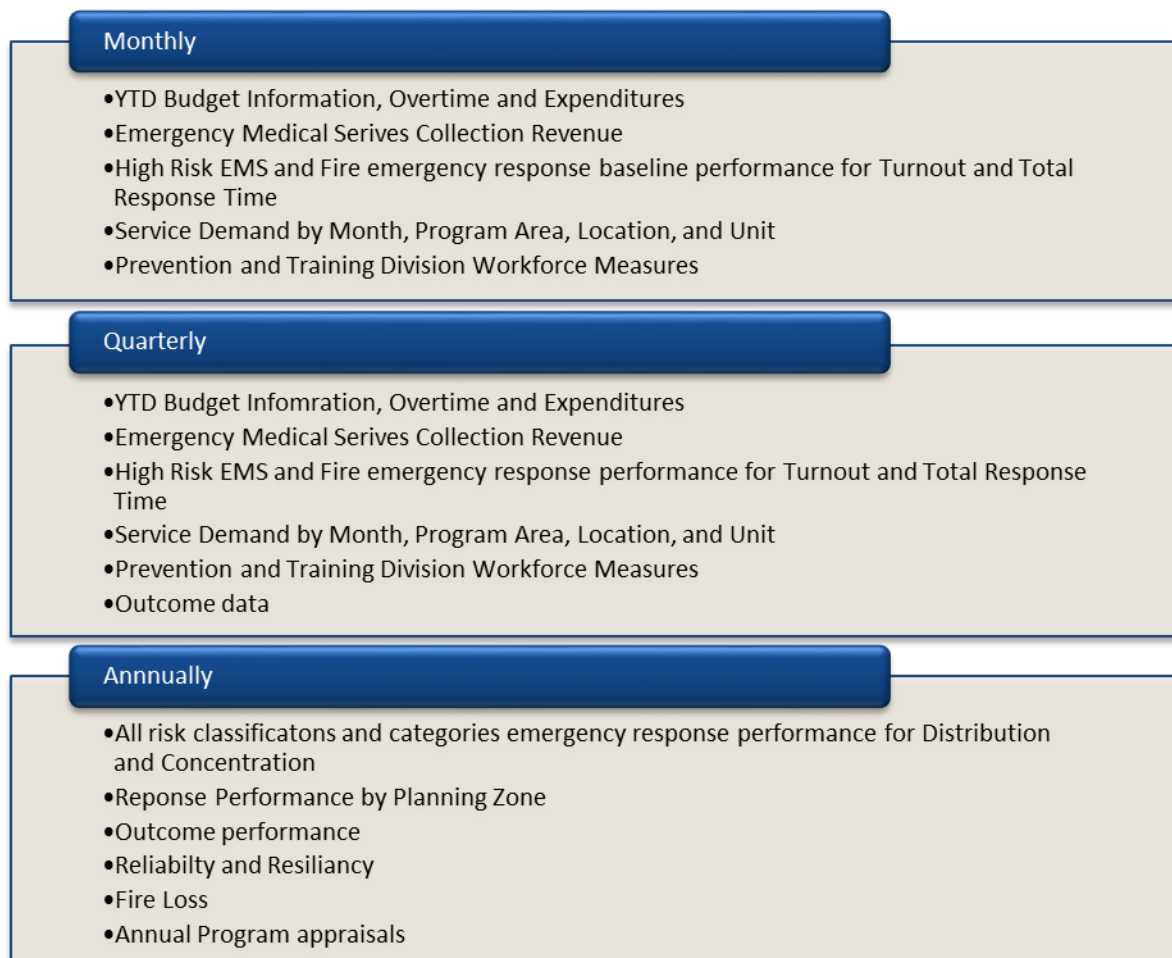 Monthly
•YTD Budget Information, Overtime and Expenditures
•Emergency Medical Serives Collection Revenue
•High Risk EMS and Fire emergency response baseline performance for Turnout and Total
Response Time
•Service Demand by Month, Program Area, Location, and Unit
•Prevention and Training Division Workforce Measures
Quarterly
•YTD Budget Infomration, Overtime and Expenditures
•Emergency Medical Serives Collection Revenue
•High Risk EMS and Fire emergency response performance for Turnout and Total Response
Time
•Service Demand by Month, Program Area, Location, and Unit
•Prevention and Training Division Workforce Measures
•Outcome data
Annnually
•All risk classificatons and categories emergency response performance for Distribution
and Concentration
•Reponse Performance by Planning Zone
•Outcome performance
•Reliabilty and Resiliancy
•Fire Loss
•Annual Program appraisals